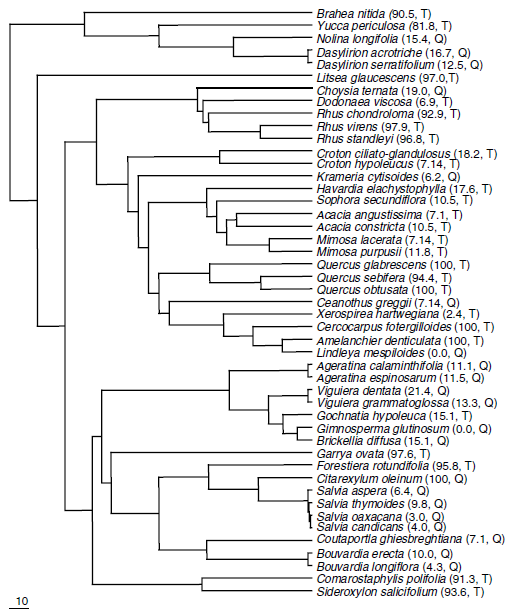 Brahea nitida (90.5, T)
Yucca periculosa (81.8, T)
Nolina longifolia (15.4, Q)
Dasylirion acrotriche (16.7, Q)
Dasylirion serratifolium (12.5, Q)
Litsea glaucescens (97.0,T)
Choysia ternata (19.0, Q)
Dodonaea viscosa (6.9, T)
Rhus chondroloma (92.9, T)
Rhus virens (97.9, T)
Rhus standleyi (96.8, T)
Croton ciliato-glandulosus (18.2, T)
Croton hypoleucus (7.14, T)
Krameria cytisoides (6.2, Q)
Havardia elachystophylla (17.6, T)
Sophora secundiflora (10.5, T)
Acacia angustissima (7.1, T)
Acacia constricta (10.5, T)
Mimosa lacerata (7.14, T)
Mimosa purpusii (11.8, T)
Quercus glabrescens (100, T)
Quercus sebifera (94.4, T)
Quercus obtusata (100, T)
Ceanothus greggii (7.14, Q)
Xerospirea hartwegiana (2.4, T)
Cercocarpus fotergilloides (100, T)
Amelanchier denticulata (100, T)
Lindleya mespiloides (0.0, Q)
Ageratina calaminthifolia (11.1, Q)
Ageratina espinosarum (11.5, Q)
Viguiera dentata (21.4, Q)
Viguiera grammatoglossa (13.3, Q)
Gochnatia hypoleuca (15.1, T)
Gimnosperma glutinosum (0.0, Q)
Brickellia diffusa (15.1, Q)
Garrya ovata (97.6, T)
Forestiera rotundifolia (95.8, T)
Citarexylum oleinum (100, Q)
Salvia aspera (6.4, Q)
Salvia thymoides (9.8, Q)
Salvia oaxacana (3.0, Q)
Salvia candicans (4.0, Q)
Coutaportla ghiesbreghtiana (7.1, Q)
Bouvardia erecta (10.0, Q)
Bouvardia longiflora (4.3, Q)
Comarostaphylis polifolia (91.3, T)
Sideroxylon salicifolium (93.6, T)
10